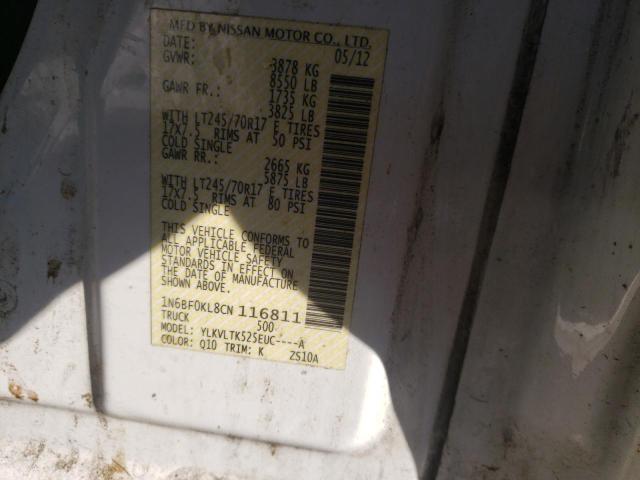 MFD BY NISSAN MOTOR CO., LTD.
DATE: 05/12
GVWR: 3878 KG
8550 LB
GAWR FR.: 1735 KG
3825 LB
WITH LT245/70R17 E TIRES
17X7.5 RIMS AT 50 PSI
COLD SINGLE
GAWR RR.: 2665 KG
5875 LB
WITH LT245/70R17 E TIRES
17X7.5 RIMS AT 80 PSI
COLD SINGLE
THIS VEHICLE CONFORMS TO
ALL APPLICABLE FEDERAL
MOTOR VEHICLE SAFETY
STANDARDS IN EFFECT ON
THE DATE OF MANUFACTURE
SHOWN ABOVE.
1N6BF0KL8CN 116811
TRUCK 500
MODEL: YLKVLTK525EUC----A
COLOR: Q10 TRIM: K ZS10A